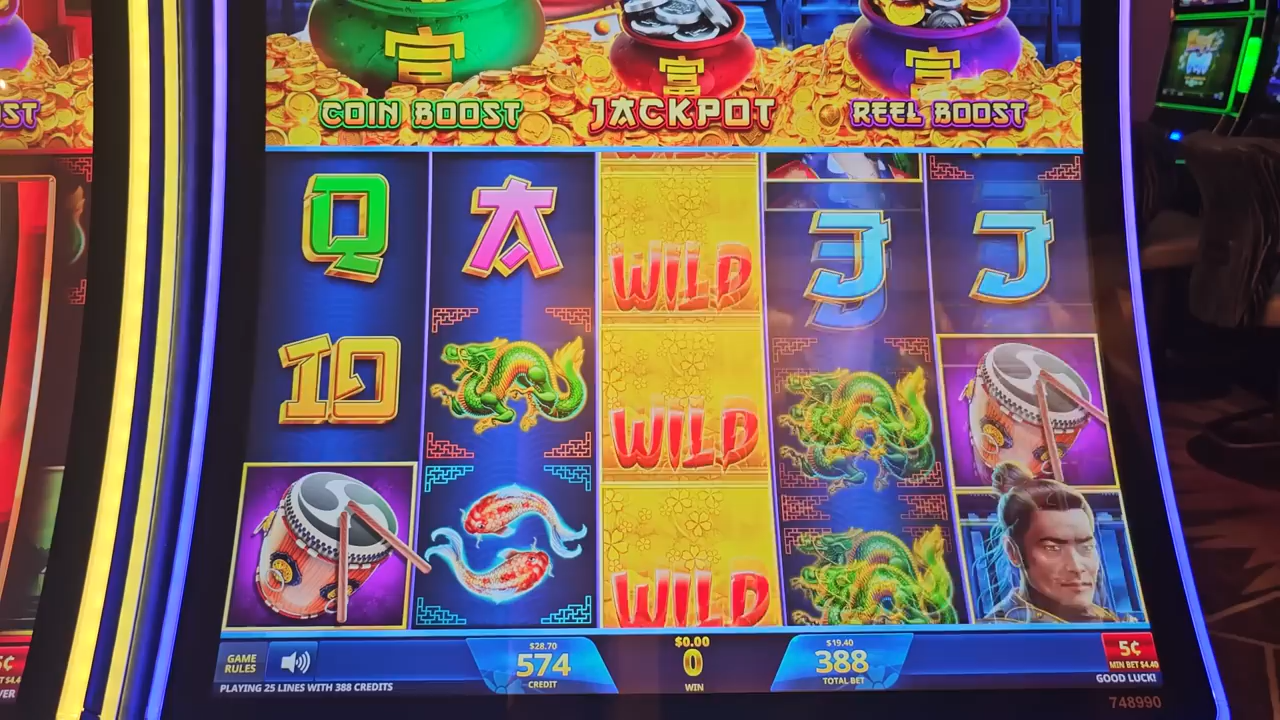 富
富
富
ST
COIN BOOST
JACKPOT
REEL BOOST
Q
A
WILD
J
J
10
WILD
WILD
GAME RULES
$28.70
574
CREDIT
$0.00
0
WIN
$19.40
388
TOTAL BET
5¢
MIN BET $4.40
GOOD LUCK!
PLAYING 25 LINES WITH 388 CREDITS
748990
5¢